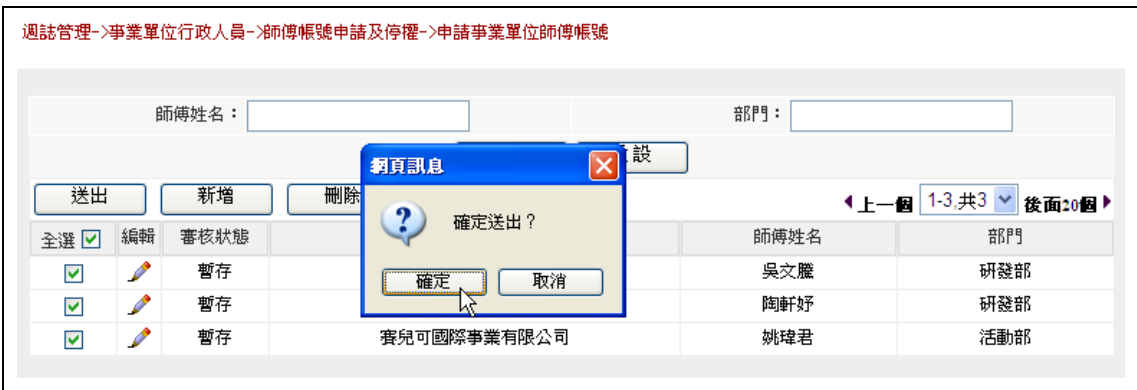 週誌管理->事業單位行政人員->師傅帳號申請及停權->申請事業單位師傅帳號
師傅姓名：
部門：
設
網頁訊息
確定送出？
確定 取消
送出 新增 刪除
上一個 1-3,共3 後面20個
全選 編輯 審核狀態 師傅姓名 部門
暫存 吳文騰 研發部
暫存 陶軒妤 研發部
暫存 賽兒可國際事業有限公司 姚瑋君 活動部